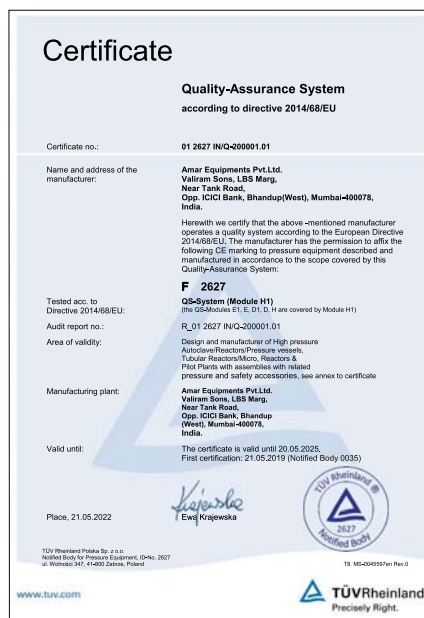 Certificate
Quality-Assurance System
according to directive 2014/68/EU
Certificate no.: 01 2627 IN/Q-200001.01
Name and address of the
manufacturer:
Amar Equipments Pvt.Ltd.
Valiram Sons, LBS Marg,
Near Tank Road,
Opp. ICICI Bank, Bhandup(West), Mumbai-400078,
India.
Herewith we certify that the above -mentioned manufacturer
operates a quality system according to the European Directive
2014/68/EU. The manufacturer has the permission to affix the
following CE marking to pressure equipment described and
manufactured in accordance to the scope covered by this
Quality-Assurance System:
F 2627
Tested acc. to
Directive 2014/68/EU:
QS-System (Module H1)
(the QS-Modules E1, E, D1, D, H are covered by Module H1)
Audit report no.: R_01 2627 IN/Q-200001.01
Area of validity:
Design and manufacturer of High pressure
Autoclave/Reactors/Pressure vessels,
Tubular Reactors/Micro, Reactors &
Pilot Plants with assemblies with related
pressure and safety accessories, see annex to certificate
Manufacturing plant:
Amar Equipments Pvt.Ltd.
Valiram Sons, LBS Marg,
Near Tank Road,
Opp. ICICI Bank, Bhandup
(West), Mumbai-400078,
India.
Valid until:
The certificate is valid until 20.05.2025,
First certification: 21.05.2019 (Notified Body 0035)
Krajewska
Place, 21.05.2022
Ewa Krajewska
TÜV Rheinland ®
2627
Notified Body
TÜV Rheinland Polska Sp. z o.o.
Notified Body for Pressure Equipment, ID-No. 2627
ul. Wolności 347, 41-800 Zabrze, Poland
T8. MS-0045597en Rev.0
www.tuv.com
TÜVRheinland
Precisely Right.